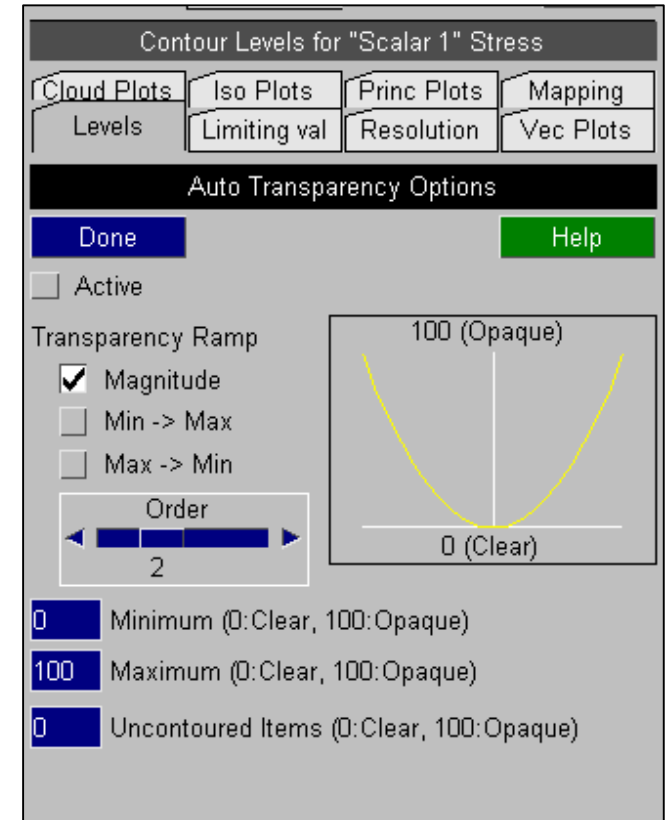 Contour Levels for "Scalar 1" Stress
Cloud Plots Iso Plots Princ Plots Mapping
Levels Limiting val Resolution Vec Plots
Auto Transparency Options
Done Help
Active
Transparency Ramp
Magnitude
Min -> Max
Max -> Min
Order
2
100 (Opaque)
0 (Clear)
0 Minimum (0:Clear, 100:Opaque)
100 Maximum (0:Clear, 100:Opaque)
0 Uncontoured Items (0:Clear, 100:Opaque)